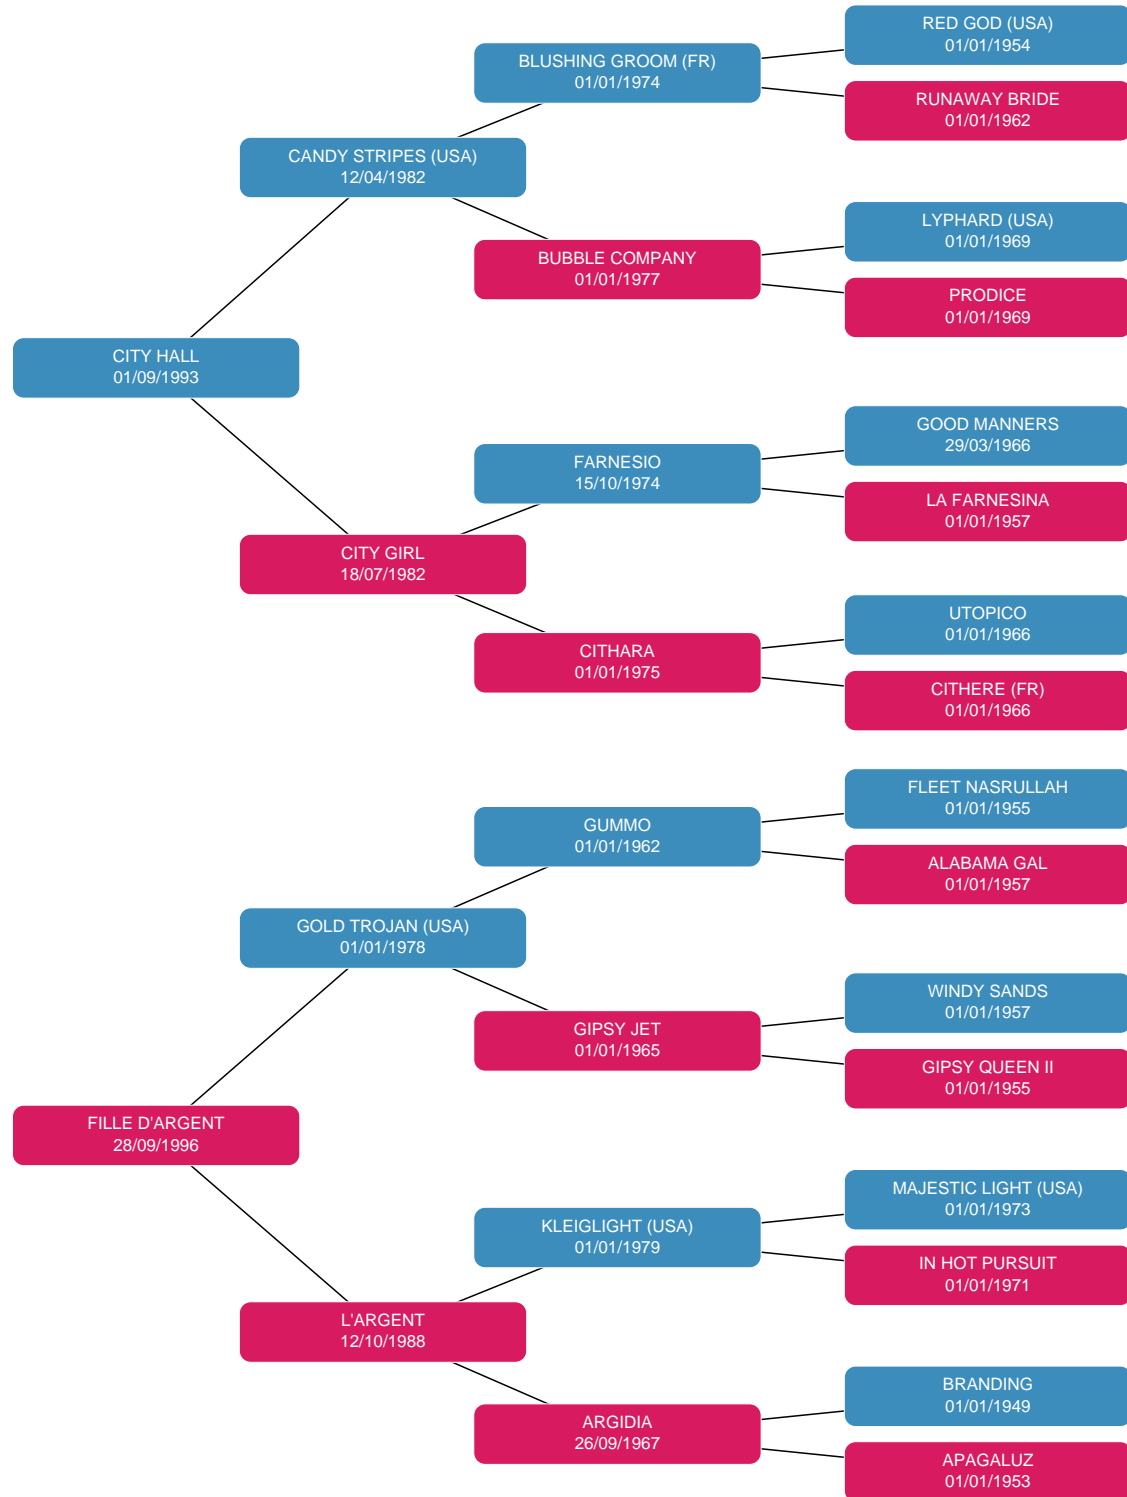 RED GOD (USA)
01/01/1954
BLUSHING GROOM (FR)
01/01/1974
RUNAWAY BRIDE
01/01/1962
CANDY STRIPES (USA)
12/04/1982
LYPHARD (USA)
01/01/1969
BUBBLE COMPANY
01/01/1977
PRODICE
01/01/1969
CITY HALL
01/09/1993
GOOD MANNERS
29/03/1966
FARNESIO
15/10/1974
LA FARNESINA
01/01/1957
CITY GIRL
18/07/1982
UTOPICO
01/01/1966
CITHARA
01/01/1975
CITHERE (FR)
01/01/1966
FLEET NASRULLAH
01/01/1955
GUMMO
01/01/1962
ALABAMA GAL
01/01/1957
GOLD TROJAN (USA)
01/01/1978
WINDY SANDS
01/01/1957
GIPSY JET
01/01/1965
GIPSY QUEEN II
01/01/1955
FILLE D'ARGENT
28/09/1996
MAJESTIC LIGHT (USA)
01/01/1973
KLEIGLIGHT (USA)
01/01/1979
IN HOT PURSUIT
01/01/1971
L'ARGENT
12/10/1988
BRANDING
01/01/1949
ARGIDIA
26/09/1967
APAGALUZ
01/01/1953